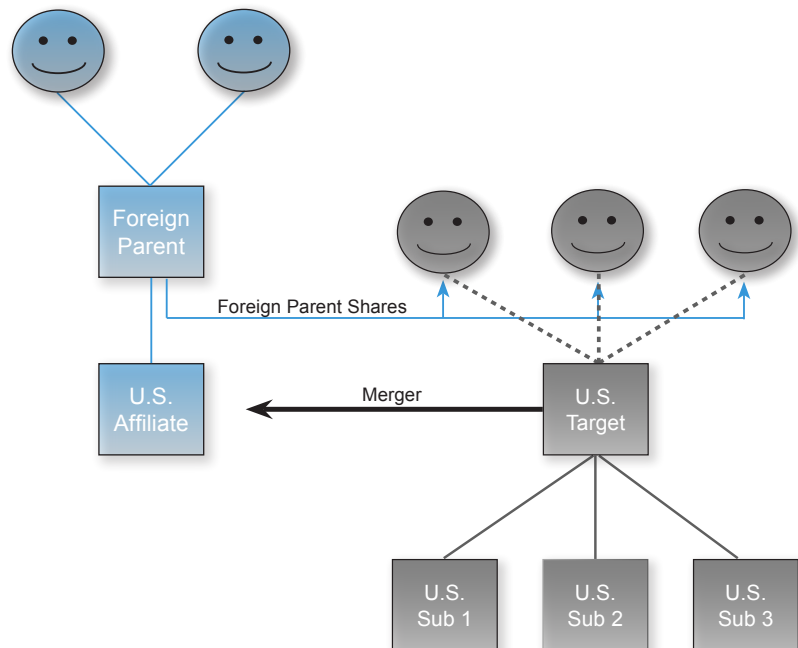 Foreign
Parent
Foreign Parent Shares
U.S.
Affiliate
Merger
U.S.
Target
U.S.
Sub 1
U.S.
Sub 2
U.S.
Sub 3